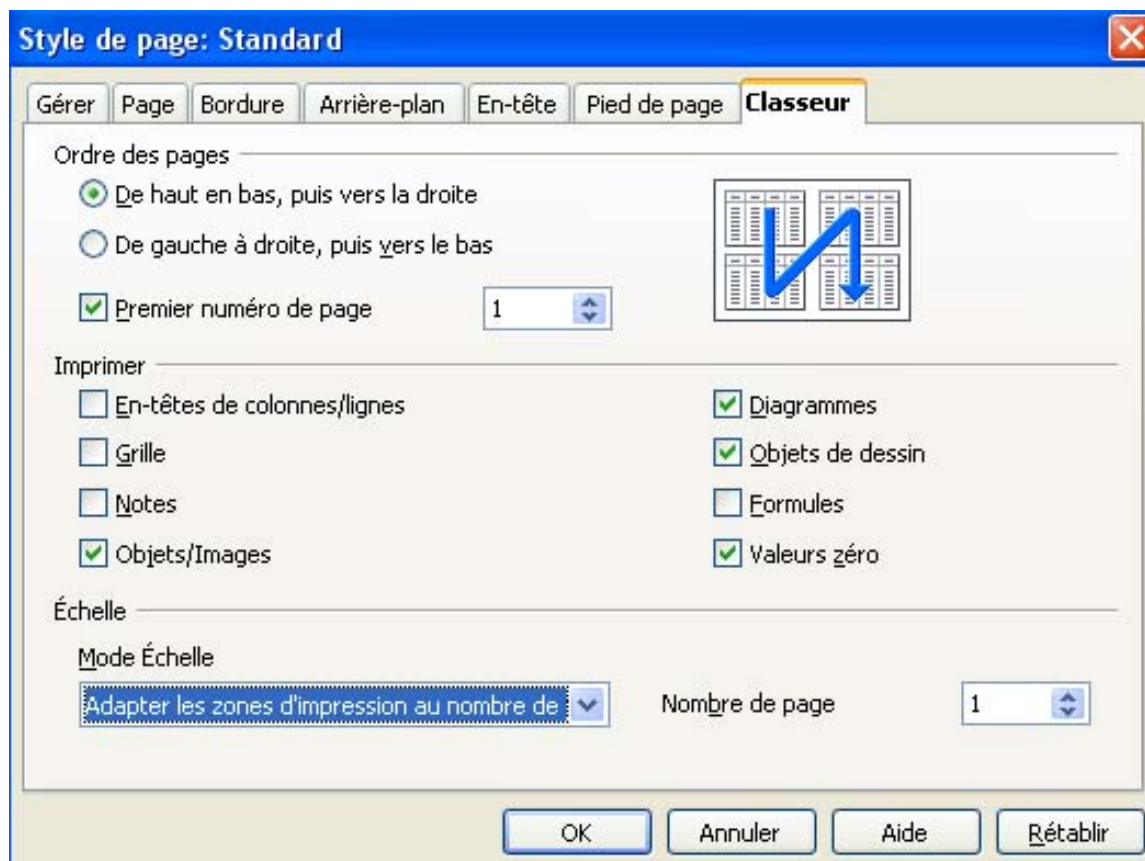 Style de page: Standard
Gérer Page Bordure Arrière-plan En-tête Pied de page Classeur
Ordre des pages
De haut en bas, puis vers la droite
De gauche à droite, puis vers le bas
Premier numéro de page 1
Imprimer
En-têtes de colonnes/lignes Diagrammes
Grille Objets de dessin
Notes Formules
Objets/Images Valeurs zéro
Échelle
Mode Échelle
Adapter les zones d'impression au nombre de Nombre de page 1
OK Annuler Aide Rétablir